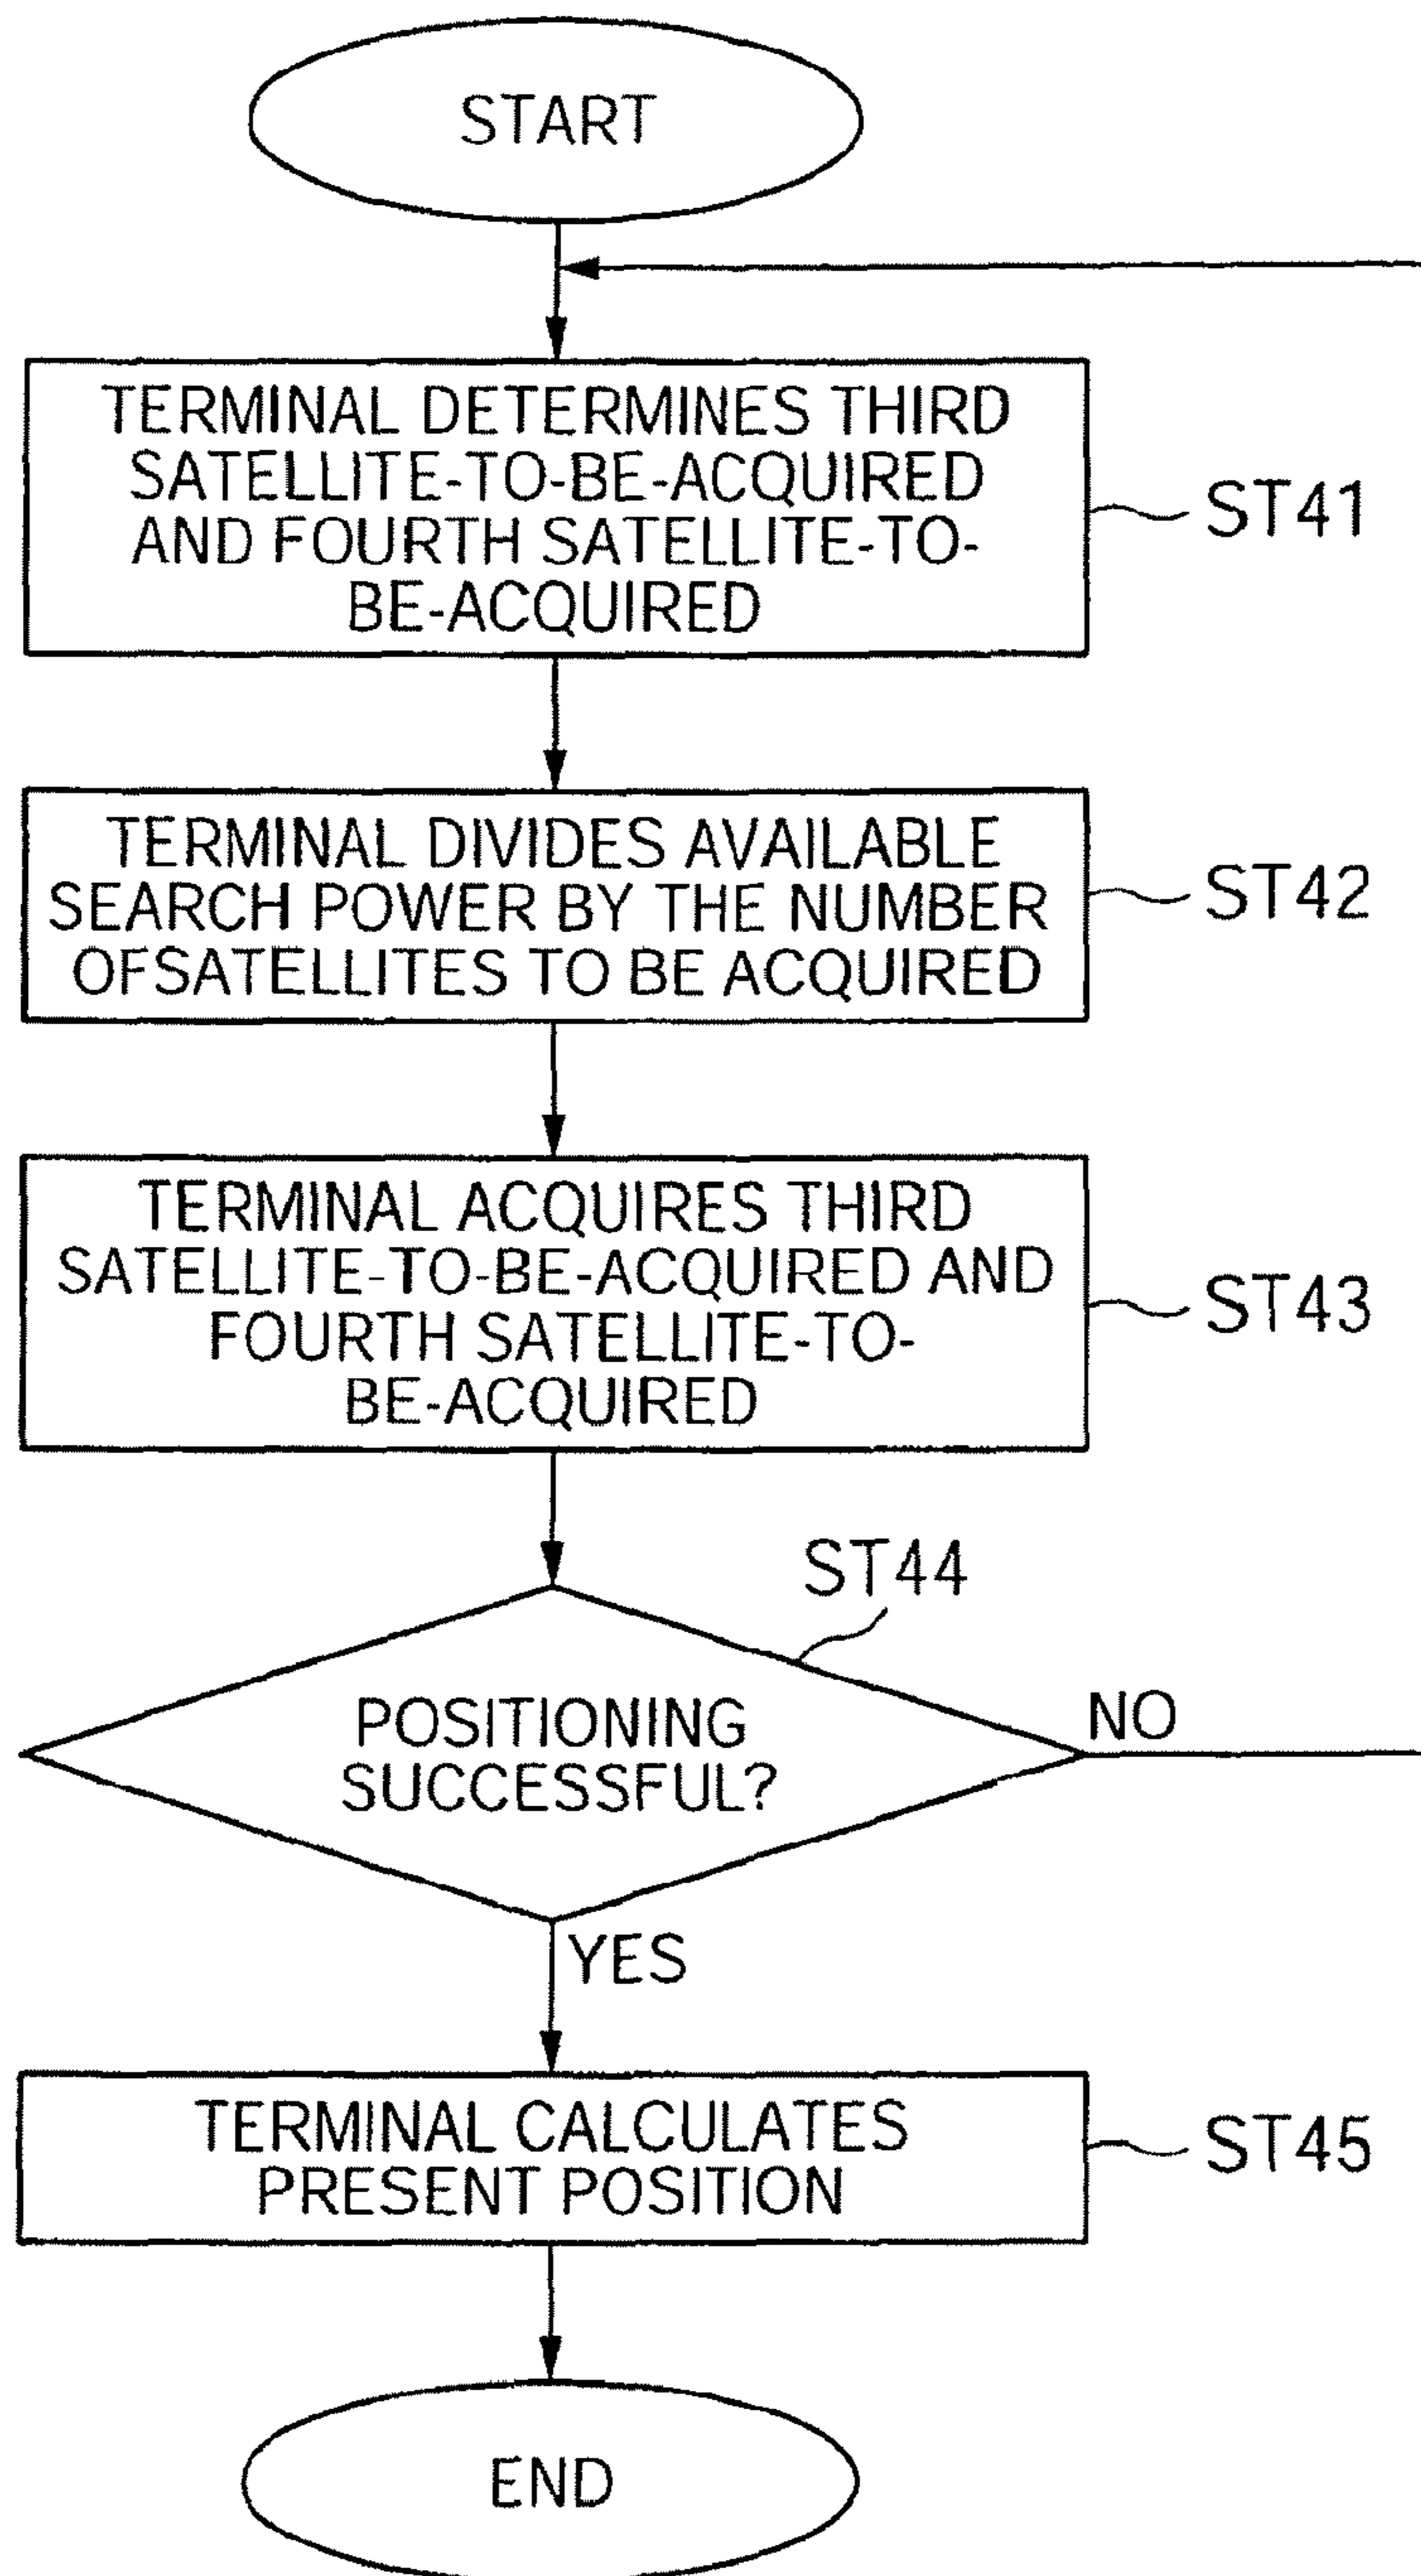 START
TERMINAL DETERMINES THIRD
SATELLITE-TO-BE-ACQUIRED
AND FOURTH SATELLITE-TO-
BE-ACQUIRED
ST41
TERMINAL DIVIDES AVAILABLE
SEARCH POWER BY THE NUMBER
OFSATELLITES TO BE ACQUIRED
ST42
TERMINAL ACQUIRES THIRD
SATELLITE-TO-BE-ACQUIRED AND
FOURTH SATELLITE-TO-
BE-ACQUIRED
ST43
ST44
POSITIONING
SUCCESSFUL?
NO
YES
TERMINAL CALCULATES
PRESENT POSITION
ST45
END